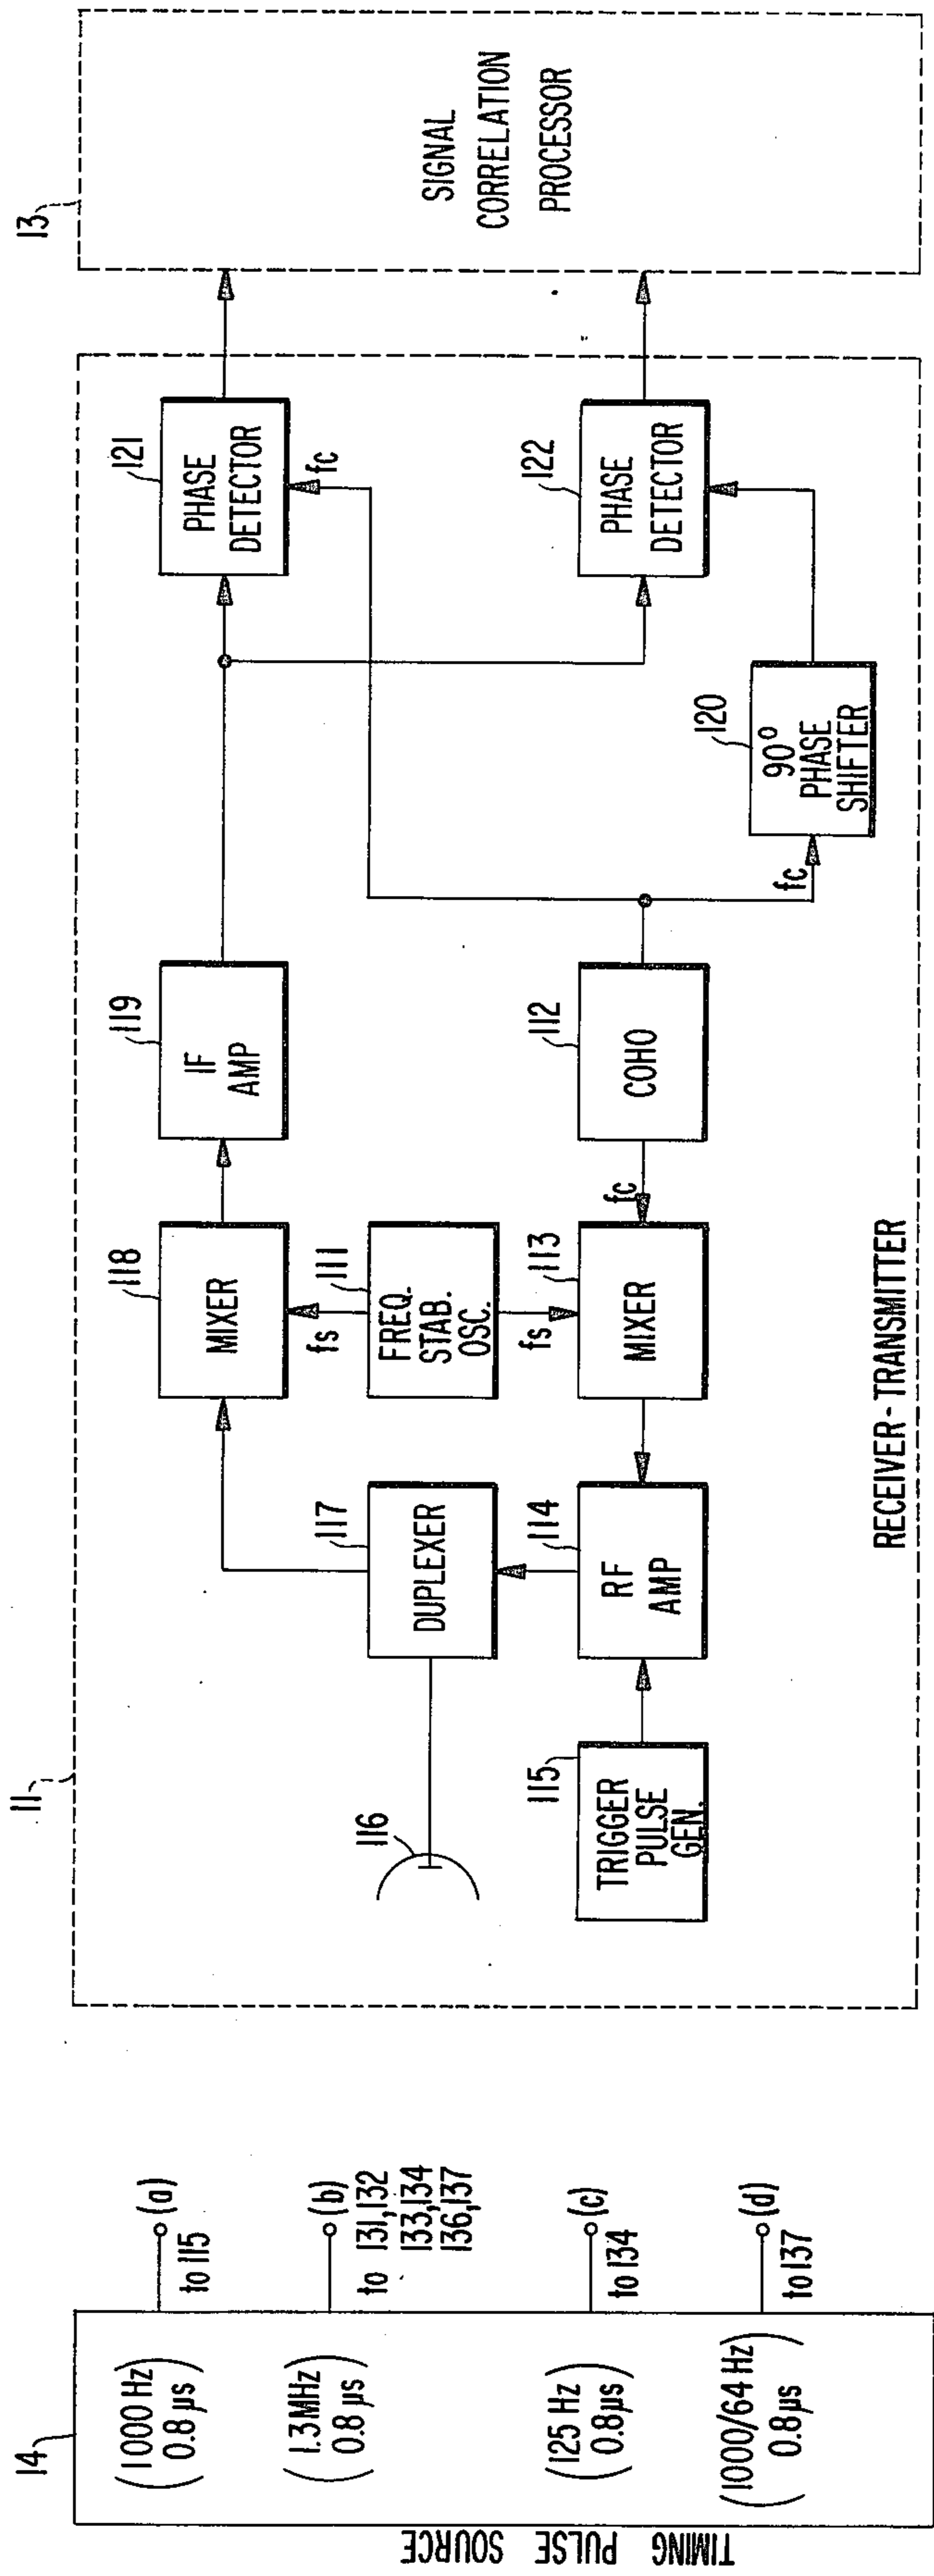 14
(1000 Hz)
0.8 µs
(1.3 MHz)
0.8 µs
(125 Hz)
0.8 µs
(1000/64 Hz)
0.8 µs
TIMING PULSE SOURCE
(a)
to 115
(b)
to 131,132
133,134
136,137
(c)
to 134
(d)
to 137
11
116
115
TRIGGER
PULSE
GEN.
117
DUPLEXER
114
RF
AMP
118
MIXER
fs
111
FREQ.
STAB.
OSC.
fs
113
MIXER
fc
119
IF
AMP
112
COHO
fc
120
90°
PHASE
SHIFTER
121
PHASE
DETECTOR
fc
122
PHASE
DETECTOR
RECEIVER-TRANSMITTER
13
SIGNAL
CORRELATION
PROCESSOR